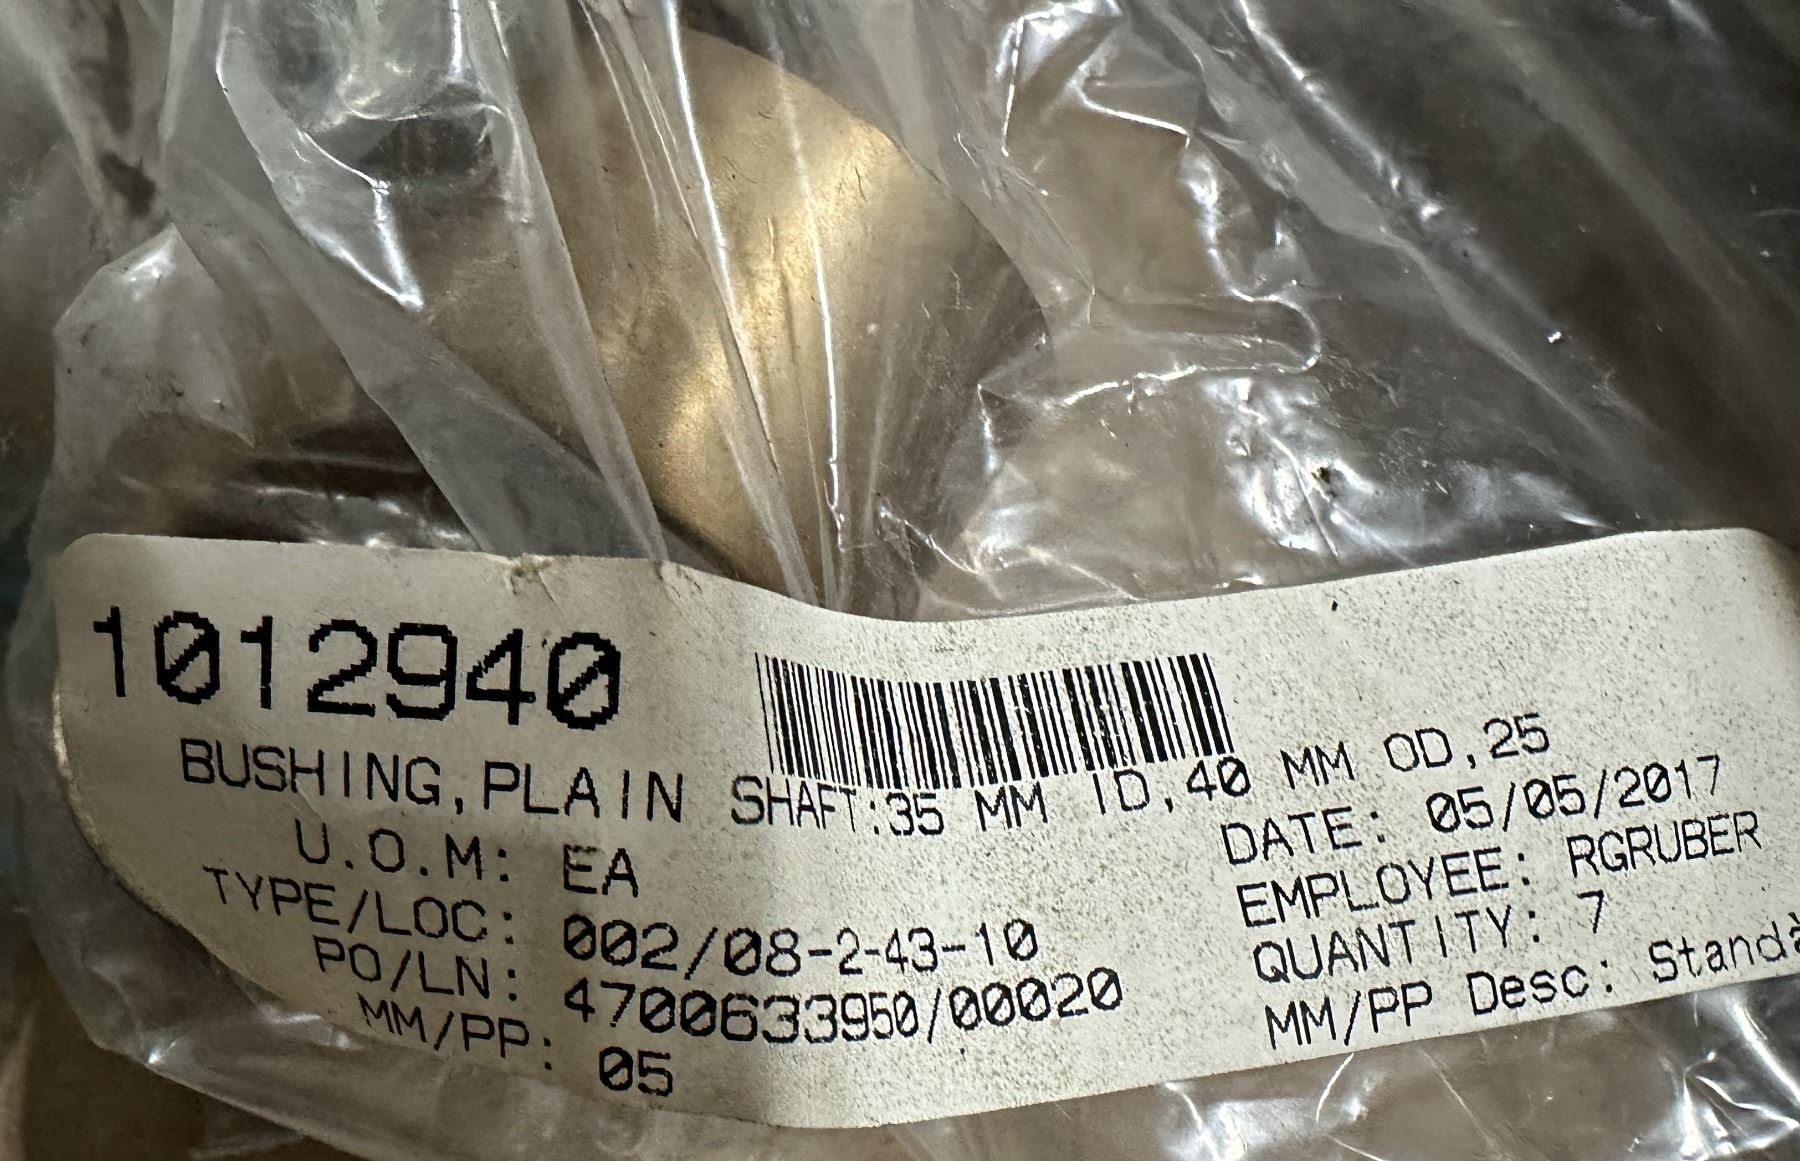 1012940
BUSHING,PLAIN SHAFT:35 MM ID,40 MM OD,25
U.O.M: EA
DATE: 05/05/2017
TYPE/LOC: 002/08-2-43-10
EMPLOYEE: RGRUBER
PO/LN: 4700633950/00020
QUANTITY: 7
MM/PP: 05
MM/PP Desc: